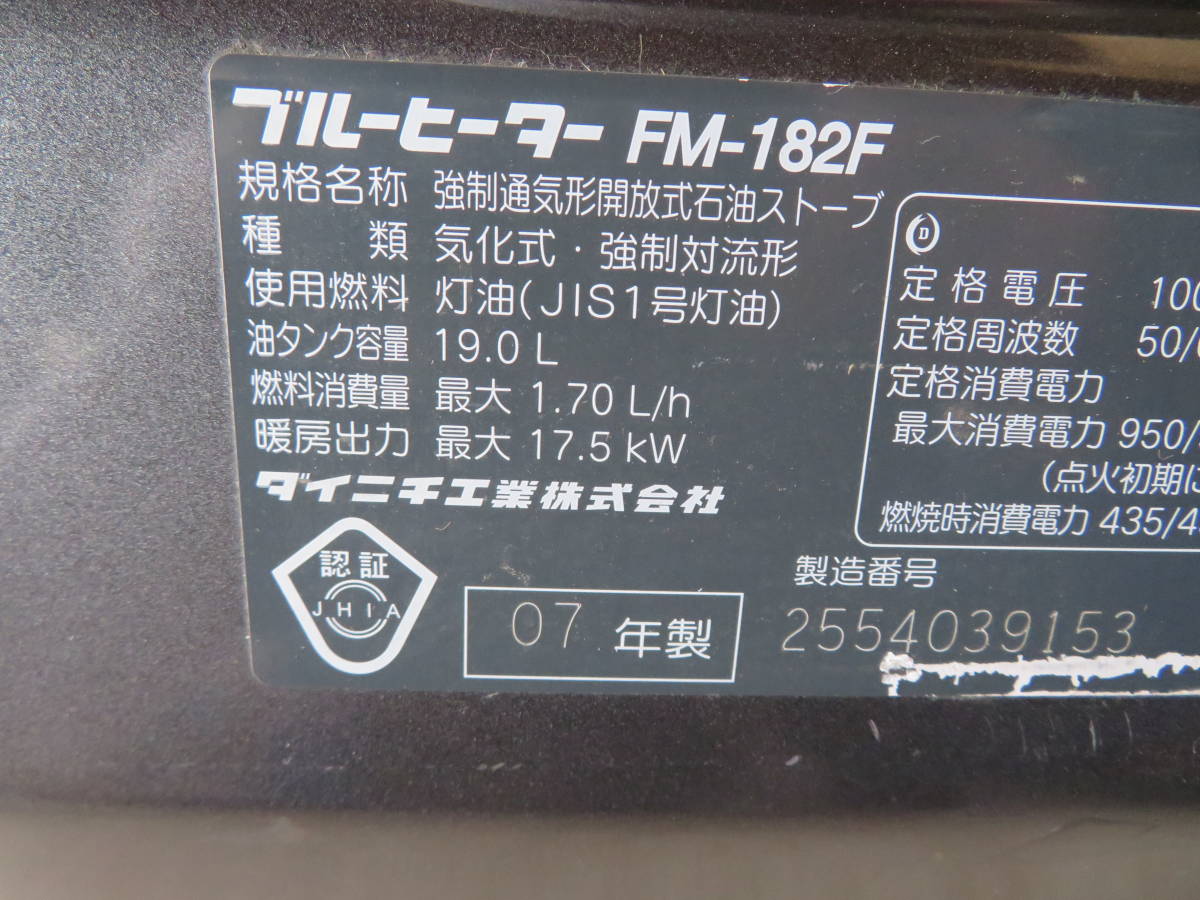 ブルーヒーター FM-182F
規格名称 強制通気形開放式石油ストーブ
種 類 気化式・強制対流形
使用燃料 灯油(JIS1号灯油)
油タンク容量 19.0 L
燃料消費量 最大 1.70 L/h
暖房出力 最大 17.5 kW
ダイニチ工業株式会社
認証
JHIA
07 年製
D
定格電圧 100
定格周波数 50/
定格消費電力
最大消費電力 950/
(点火初期に
燃焼時消費電力 435/4
製造番号
2554039153